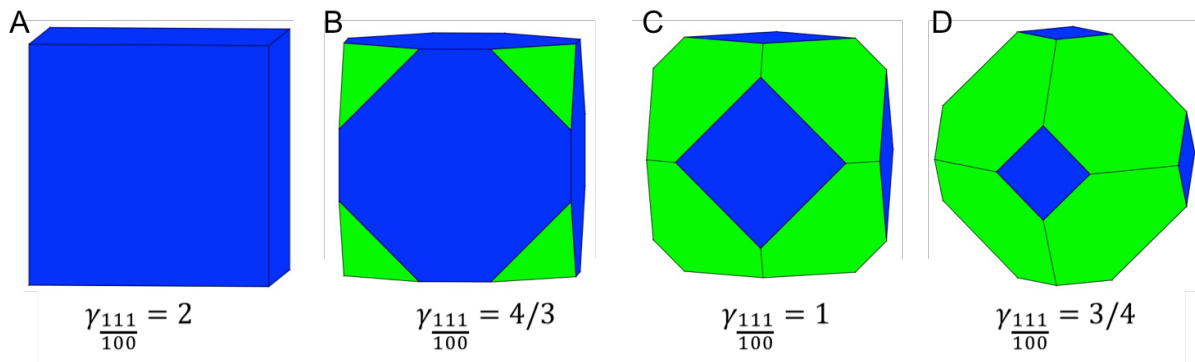 A B C D
γ111/100 = 2 γ111/100 = 4/3 γ111/100 = 1 γ111/100 = 3/4